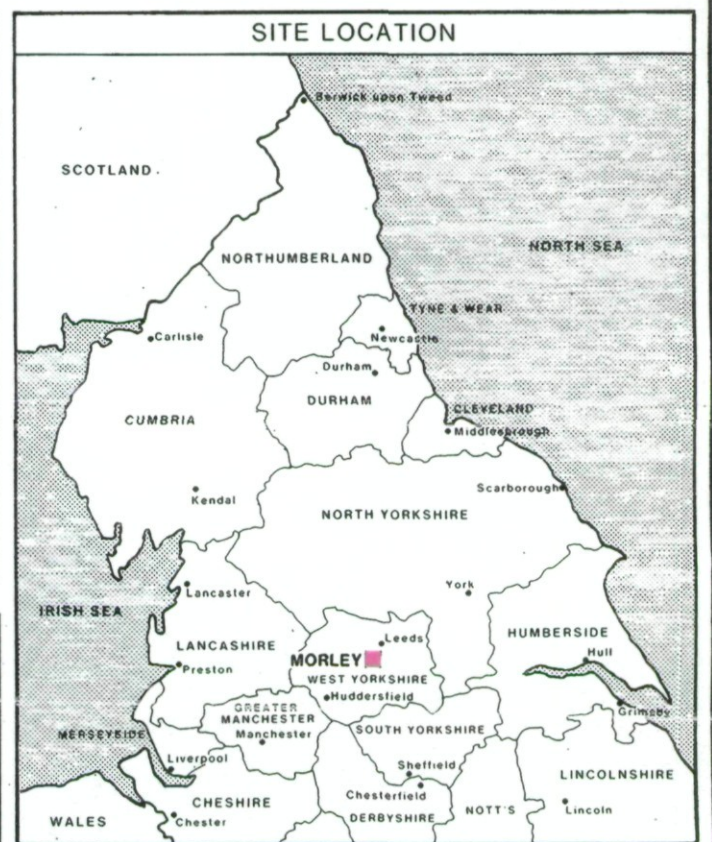 SITE LOCATION
Berwick upon Tweed
SCOTLAND
NORTH SEA
NORTHUMBERLAND
TYNE & WEAR
Carlisle
Newcastle
Durham
DURHAM
CLEVELAND
CUMBRIA
Middlesbrough
Scarborough
Kendal
NORTH YORKSHIRE
York
Lancaster
IRISH SEA
HUMBERSIDE
Leeds
LANCASHIRE
Hull
MORLEY
Preston
WEST YORKSHIRE
Huddersfield
GREATER
MANCHESTER
Grimsby
SOUTH YORKSHIRE
MERSEYSIDE
Manchester
Liverpool
Sheffield
LINCOLNSHIRE
Chesterfield
CHESHIRE
Lincoln
NOTT'S
DERBYSHIRE
WALES
Chester